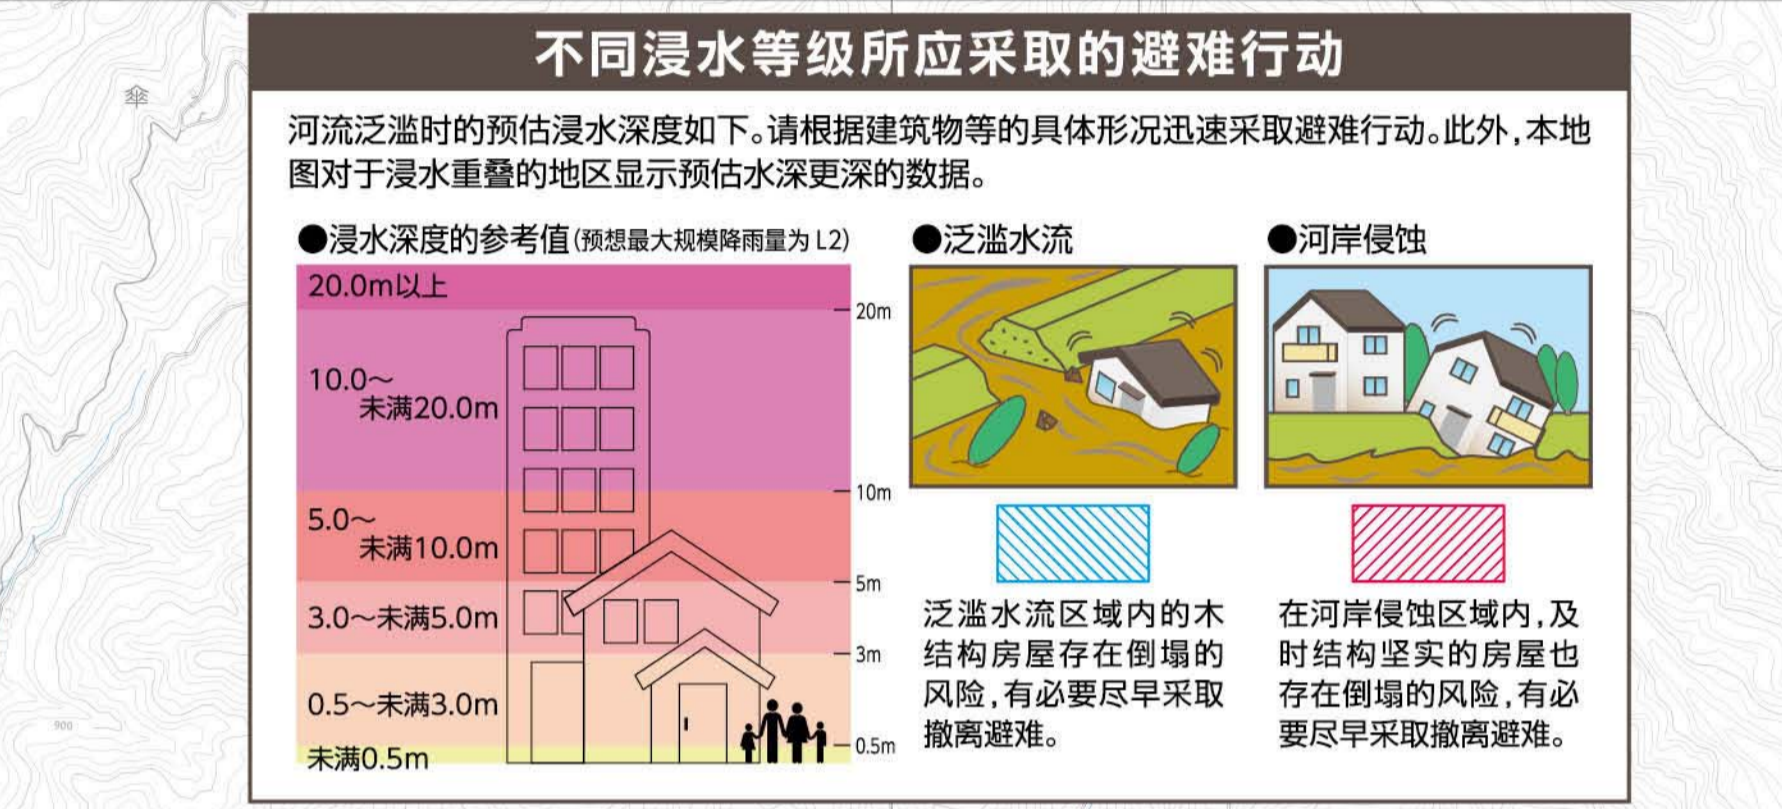 不同浸水等级所应采取的避难行动
傘
河流泛滥时的预估浸水深度如下。请根据建筑物等的具体形况迅速采取避难行动。此外,本地
图对于浸水重叠的地区显示预估水深更深的数据。
●浸水深度的参考值(预想最大规模降雨量为 L2)
20.0m以上
20m
10.0～
未满20.0m
10m
5.0～
未满10.0m
5m
3.0～未满5.0m
3m
0.5～未满3.0m
0.5m
未满0.5m
●泛滥水流
泛滥水流区域内的木
结构房屋存在倒塌的
风险,有必要尽早采取
撤离避难。
●河岸侵蚀
在河岸侵蚀区域内,及
时结构坚实的房屋也
存在倒塌的风险,有必
要尽早采取撤离避难。
900